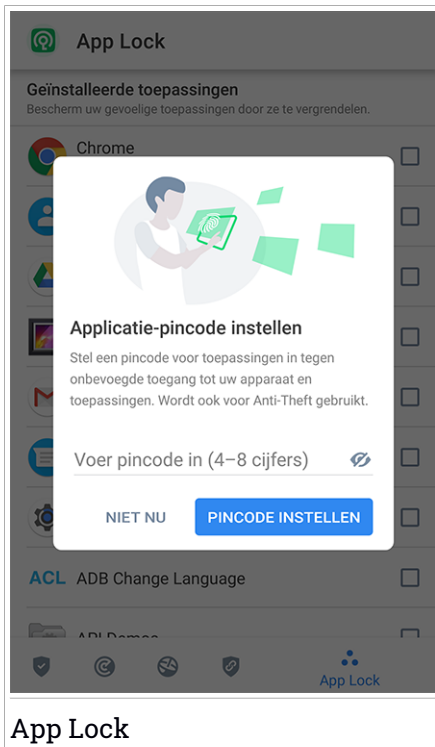 App Lock
Geïnstalleerde toepassingen
Bescherm uw gevoelige toepassingen door ze te vergrendelen.
Chrome
Applicatie-pincode instellen
Stel een pincode voor toepassingen in tegen
onbevoegde toegang tot uw apparaat en
toepassingen. Wordt ook voor Anti-Theft gebruikt.
Voer pincode in (4–8 cijfers)
NIET NU
PINCODE INSTELLEN
ACL ADB Change Language
API Demos
App Lock
App Lock